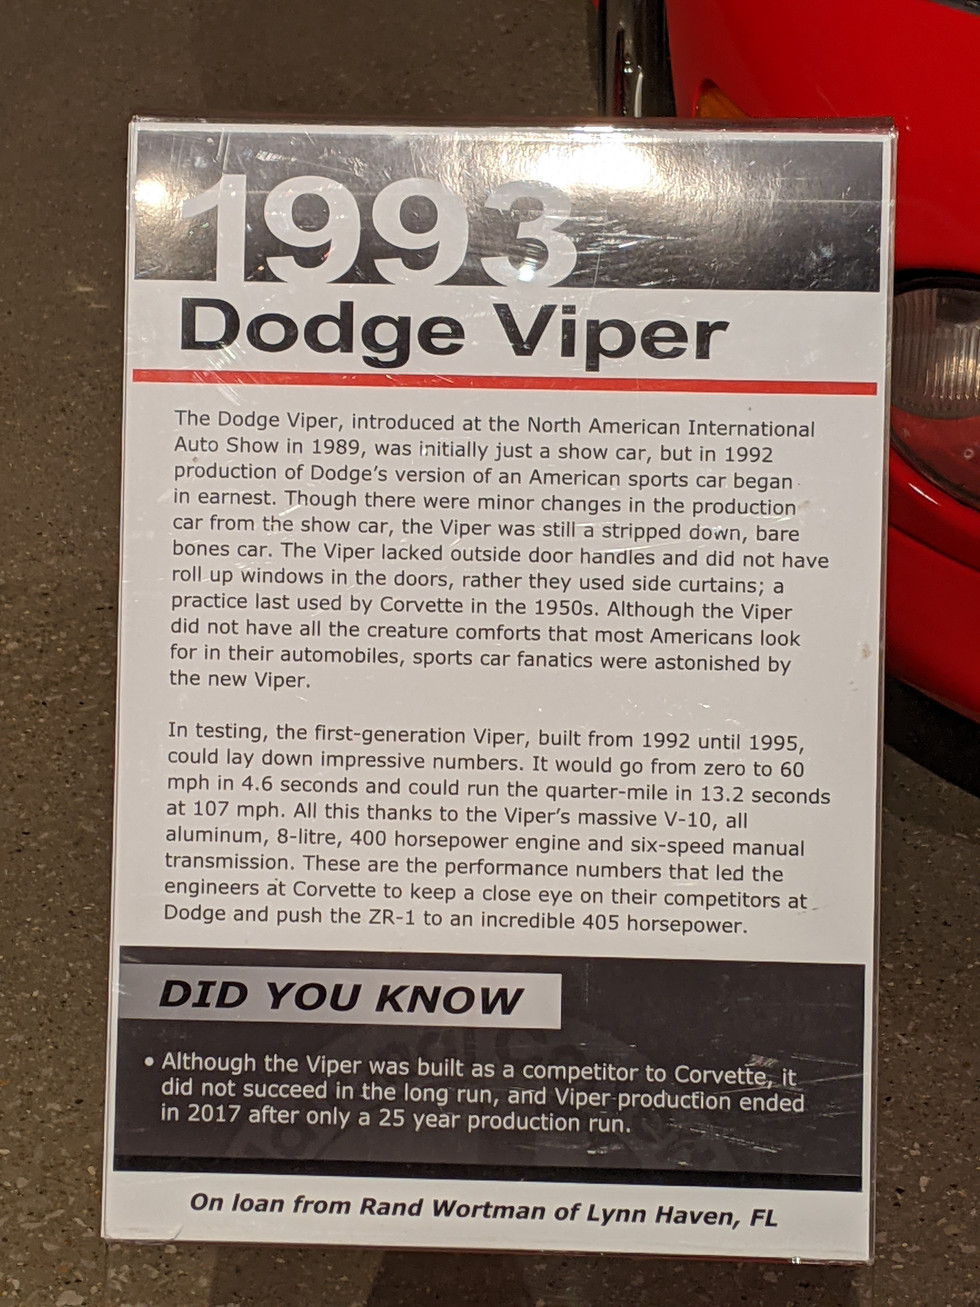 1993
Dodge Viper
The Dodge Viper, introduced at the North American International
Auto Show in 1989, was initially just a show car, but in 1992
production of Dodge's version of an American sports car began
in earnest. Though there were minor changes in the production
car from the show car, the Viper was still a stripped down, bare
bones car. The Viper lacked outside door handles and did not have
roll up windows in the doors, rather they used side curtains; a
practice last used by Corvette in the 1950s. Although the Viper
did not have all the creature comforts that most Americans look
for in their automobiles, sports car fanatics were astonished by
the new Viper.
In testing, the first-generation Viper, built from 1992 until 1995,
could lay down impressive numbers. It would go from zero to 60
mph in 4.6 seconds and could run the quarter-mile in 13.2 seconds
at 107 mph. All this thanks to the Viper's massive V-10, all
aluminum, 8-litre, 400 horsepower engine and six-speed manual
transmission. These are the performance numbers that led the
engineers at Corvette to keep a close eye on their competitors at
Dodge and push the ZR-1 to an incredible 405 horsepower.
DID YOU KNOW
• Although the Viper was built as a competitor to Corvette, it
did not succeed in the long run, and Viper production ended
in 2017 after only a 25 year production run.
On loan from Rand Wortman of Lynn Haven, FL